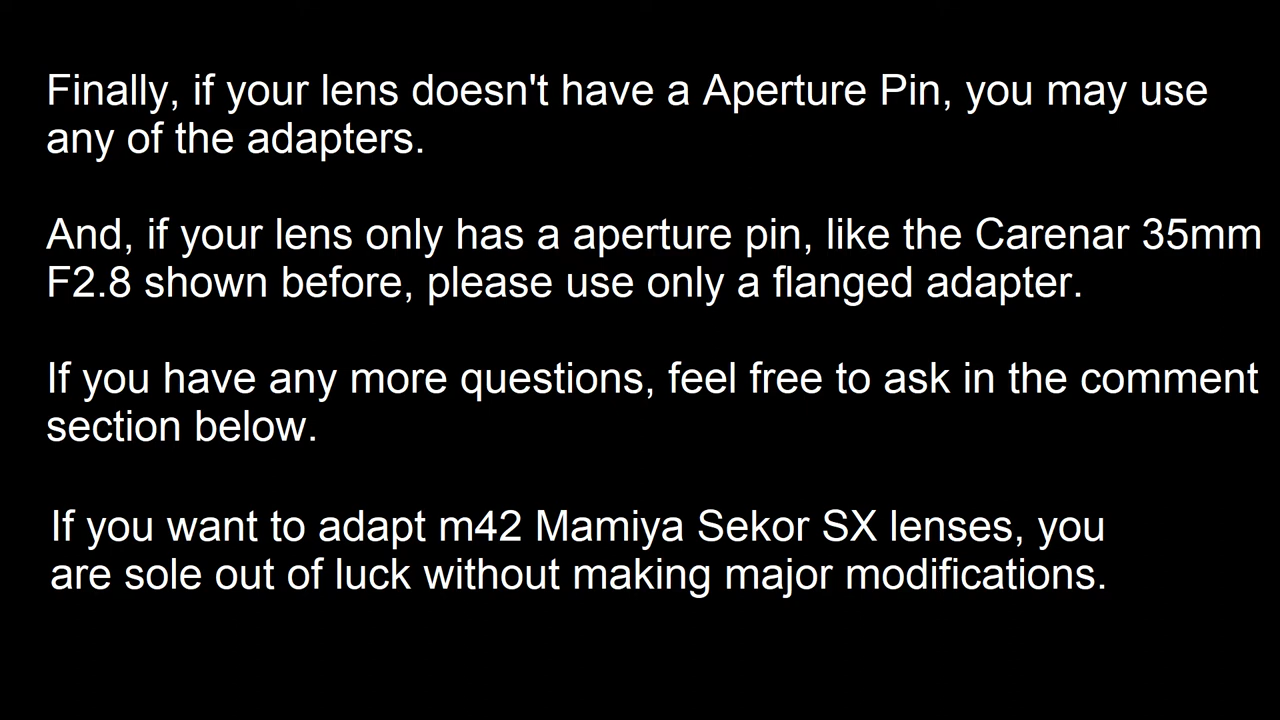 Finally, if your lens doesn't have a Aperture Pin, you may use
any of the adapters.
And, if your lens only has a aperture pin, like the Carenar 35mm
F2.8 shown before, please use only a flanged adapter.
If you have any more questions, feel free to ask in the comment
section below.
If you want to adapt m42 Mamiya Sekor SX lenses, you
are sole out of luck without making major modifications.